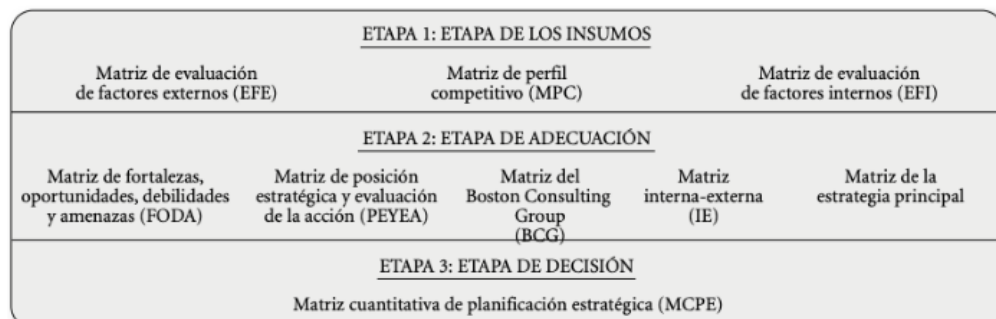 ETAPA 1: ETAPA DE LOS INSUMOS
Matriz de evaluación
de factores externos (EFE)
Matriz de perfil
competitivo (MPC)
Matriz de evaluación
de factores internos (EFI)
ETAPA 2: ETAPA DE ADECUACIÓN
Matriz de fortalezas,
oportunidades, debilidades
y amenazas (FODA)
Matriz de posición
estratégica y evaluación
de la acción (PEYEA)
Matriz del
Boston Consulting
Group
(BCG)
Matriz
interna-externa
(IE)
Matriz de la
estrategia principal
ETAPA 3: ETAPA DE DECISIÓN
Matriz cuantitativa de planificación estratégica (MCPE)